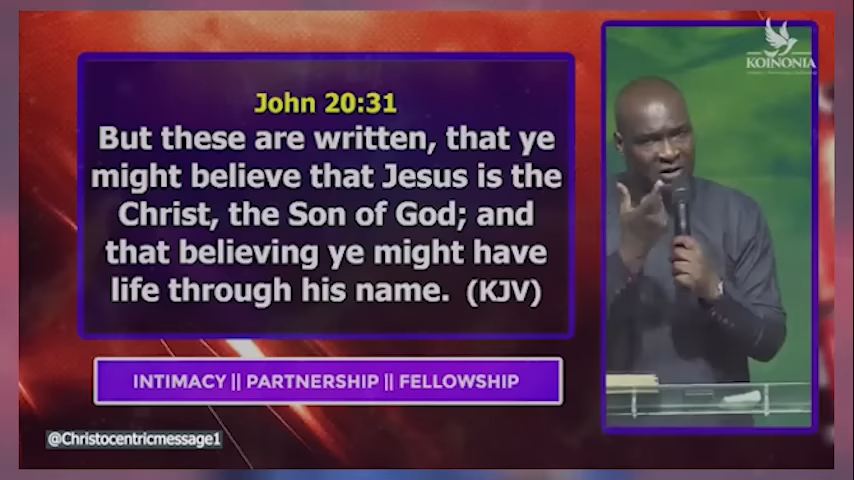 John 20:31
But these are written, that ye
might believe that Jesus is the
Christ, the Son of God; and
that believing ye might have
life through his name. (KJV)
INTIMACY || PARTNERSHIP || FELLOWSHIP
@Christocentricmessage1
KOINONIA